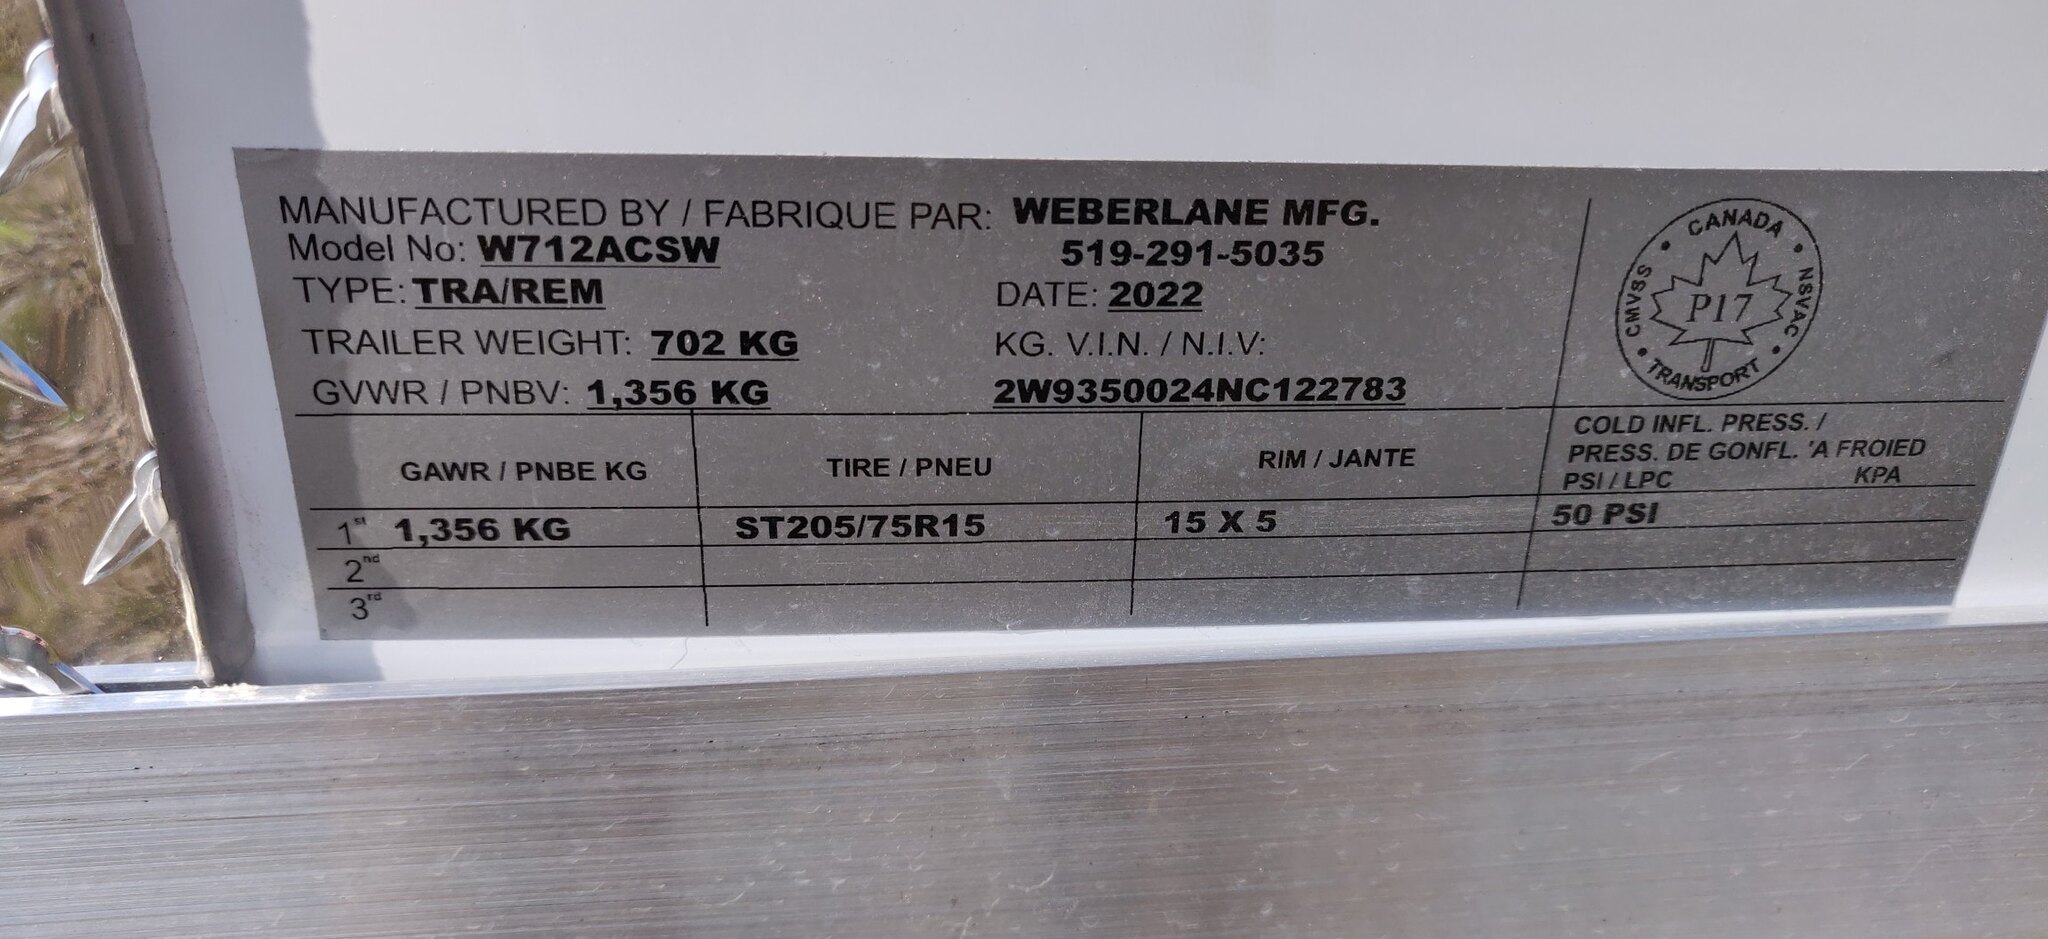 MANUFACTURED BY / FABRIQUE PAR: WEBERLANE MFG.
Model No: W712ACSW 519-291-5035
TYPE: TRA/REM DATE: 2022
TRAILER WEIGHT: 702 KG KG. V.I.N. / N.I.V:
GVWR / PNBV: 1,356 KG 2W9350024NC122783
CANADA
CMVSS P17 NSVAC
TRANSPORT
GAWR / PNBE KG TIRE / PNEU RIM / JANTE
COLD INFL. PRESS. /
PRESS. DE GONFL. 'A FROIED
PSI / LPC KPA
1st 1,356 KG ST205/75R15 15 X 5 50 PSI
2nd
3rd